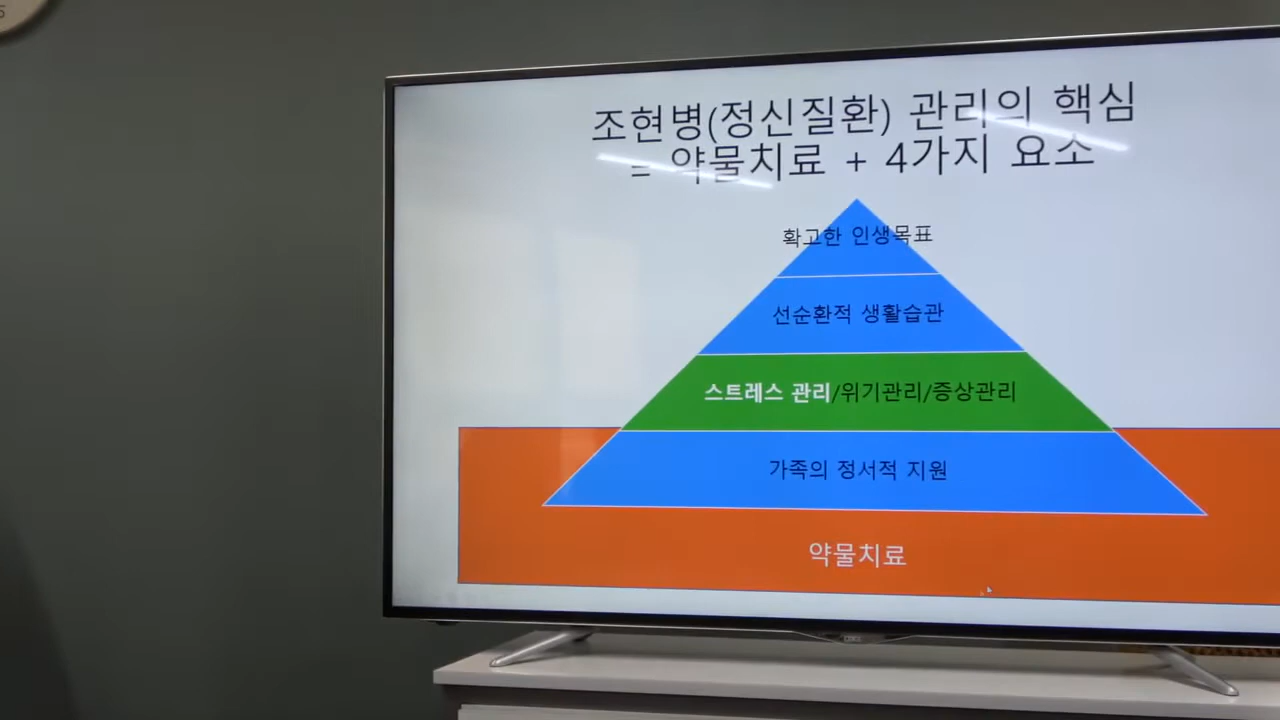 조현병(정신질환) 관리의 핵심
= 약물치료 + 4가지 요소
확고한 인생목표
선순환적 생활습관
스트레스 관리/위기관리/증상관리
가족의 정서적 지원
약물치료